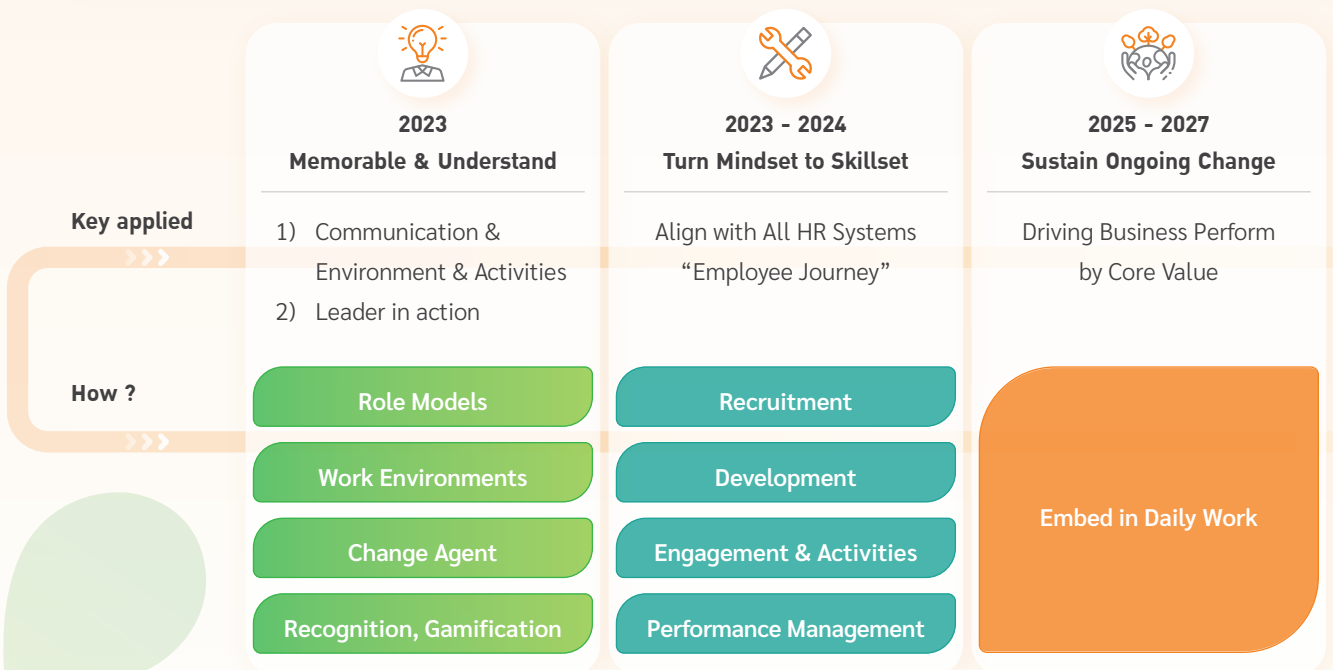 2023
Memorable & Understand
2023 - 2024
Turn Mindset to Skillset
2025 - 2027
Sustain Ongoing Change
Key applied
1) Communication &
Environment & Activities
2) Leader in action
Align with All HR Systems
“Employee Journey”
Driving Business Perform
by Core Value
How ?
Role Models
Work Environments
Change Agent
Recognition, Gamification
Recruitment
Development
Engagement & Activities
Performance Management
Embed in Daily Work